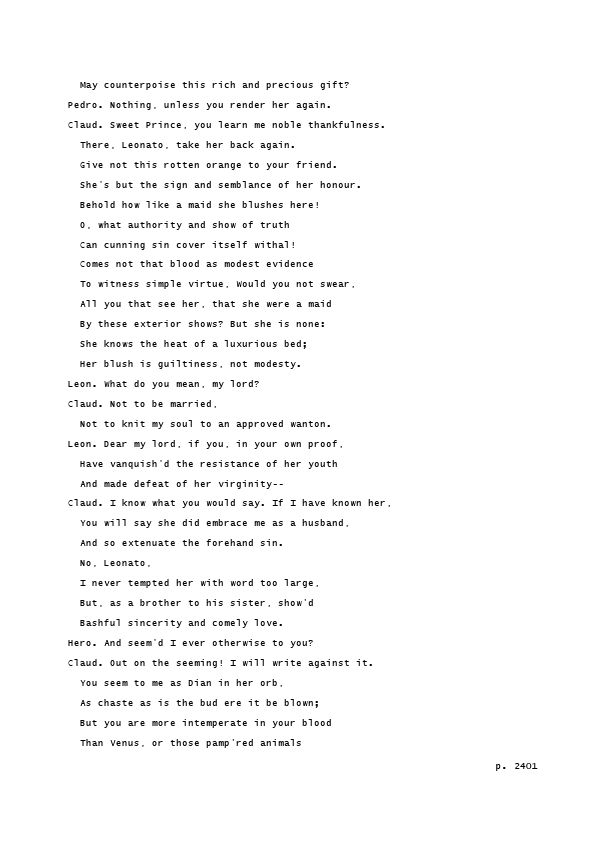 May counterpoise this rich and precious gift?
Pedro. Nothing, unless you render her again.
Claud. Sweet Prince, you learn me noble thankfulness.
There, Leonato, take her back again.
Give not this rotten orange to your friend.
She's but the sign and semblance of her honour.
Behold how like a maid she blushes here!
O, what authority and show of truth
Can cunning sin cover itself withal!
Comes not that blood as modest evidence
To witness simple virtue, Would you not swear,
All you that see her, that she were a maid
By these exterior shows? But she is none:
She knows the heat of a luxurious bed;
Her blush is guiltiness, not modesty.
Leon. What do you mean, my lord?
Claud. Not to be married,
Not to knit my soul to an approved wanton.
Leon. Dear my lord, if you, in your own proof,
Have vanquish'd the resistance of her youth
And made defeat of her virginity--
Claud. I know what you would say. If I have known her,
You will say she did embrace me as a husband,
And so extenuate the forehand sin.
No, Leonato,
I never tempted her with word too large,
But, as a brother to his sister, show'd
Bashful sincerity and comely love.
Hero. And seem'd I ever otherwise to you?
Claud. Out on the seeming! I will write against it.
You seem to me as Dian in her orb,
As chaste as is the bud ere it be blown;
But you are more intemperate in your blood
Than Venus, or those pamp'red animals
p. 2401